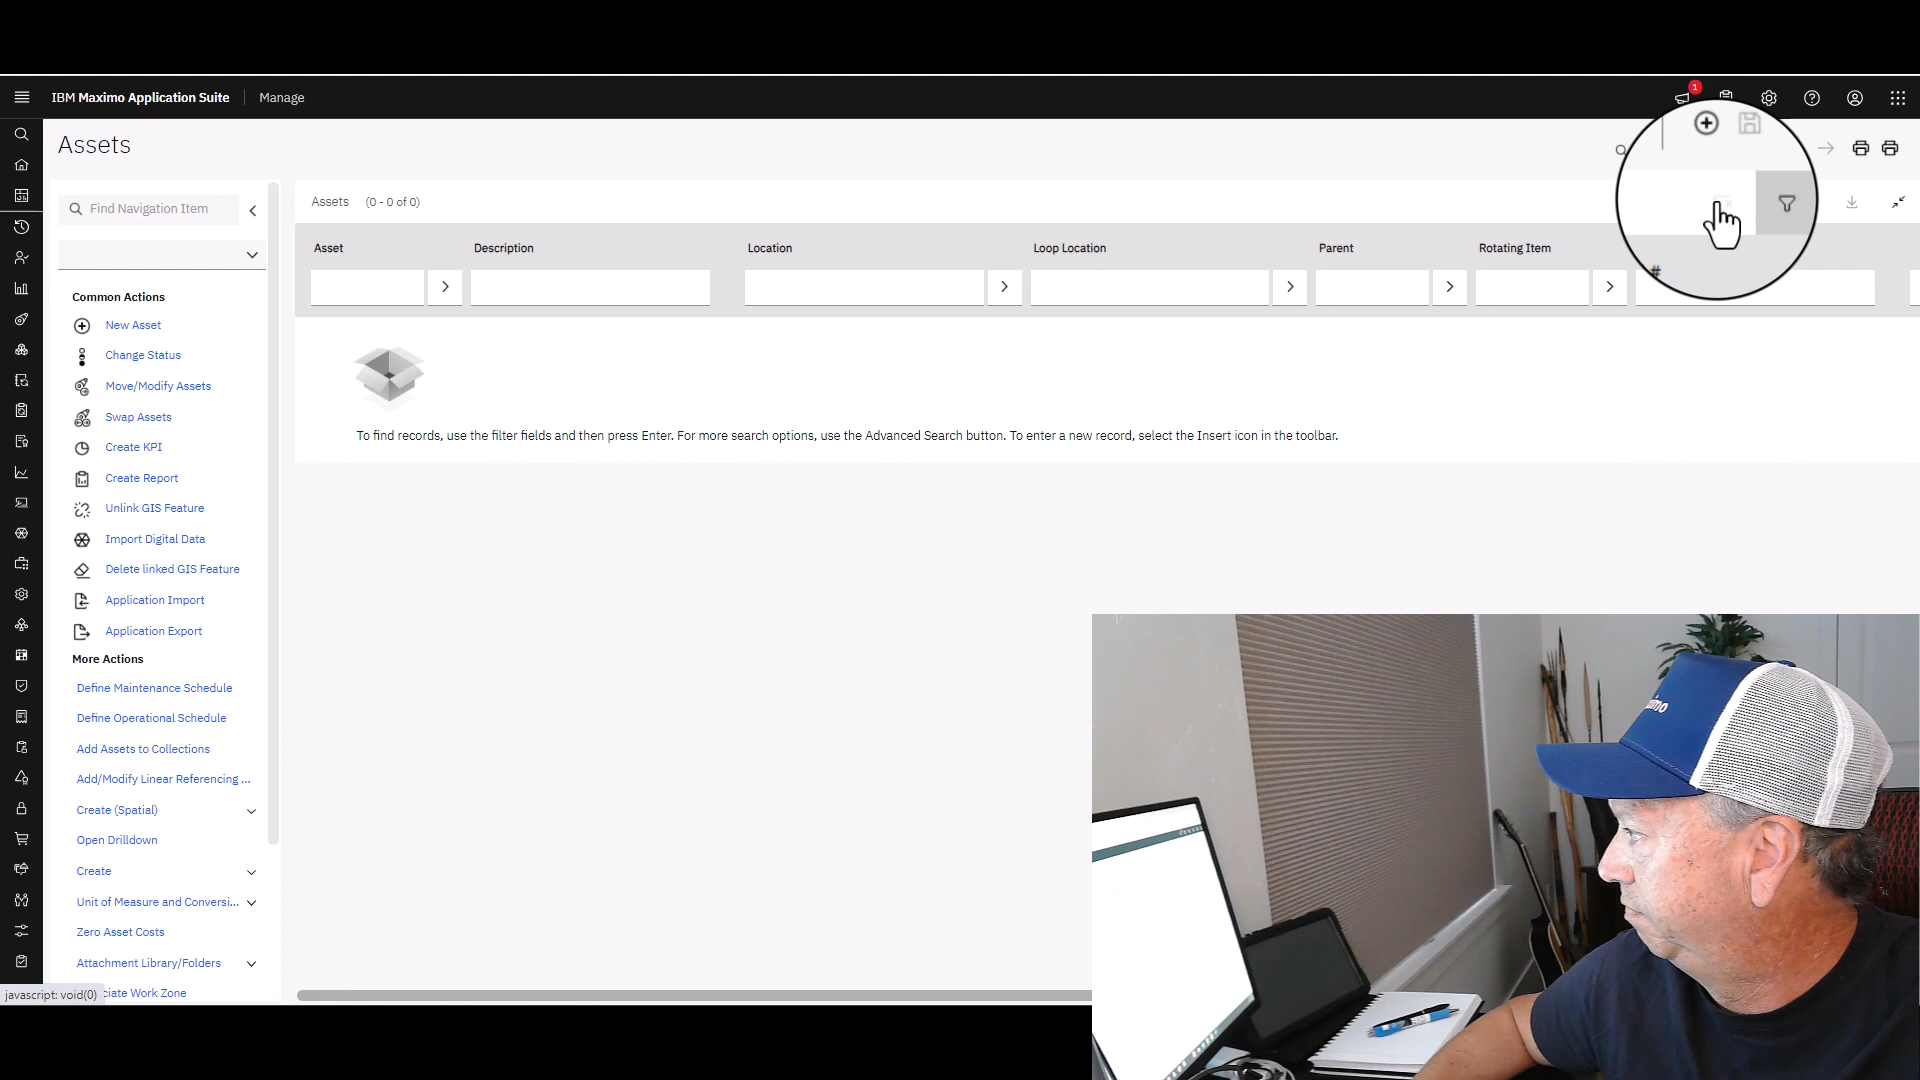 IBM Maximo Application Suite
Manage
1
Assets
Find Navigation Item
Assets (0 - 0 of 0)
Asset
Description
Location
Loop Location
Parent
Rotating Item
#
Common Actions
New Asset
Change Status
Move/Modify Assets
Swap Assets
Create KPI
Create Report
Unlink GIS Feature
Import Digital Data
Delete linked GIS Feature
Application Import
Application Export
More Actions
Define Maintenance Schedule
Define Operational Schedule
Add Assets to Collections
Add/Modify Linear Referencing ...
Create (Spatial)
Open Drilldown
Create
Unit of Measure and Conversi...
Zero Asset Costs
Attachment Library/Folders
ciate Work Zone
javascript: void(0)
To find records, use the filter fields and then press Enter. For more search options, use the Advanced Search button. To enter a new record, select the Insert icon in the toolbar.